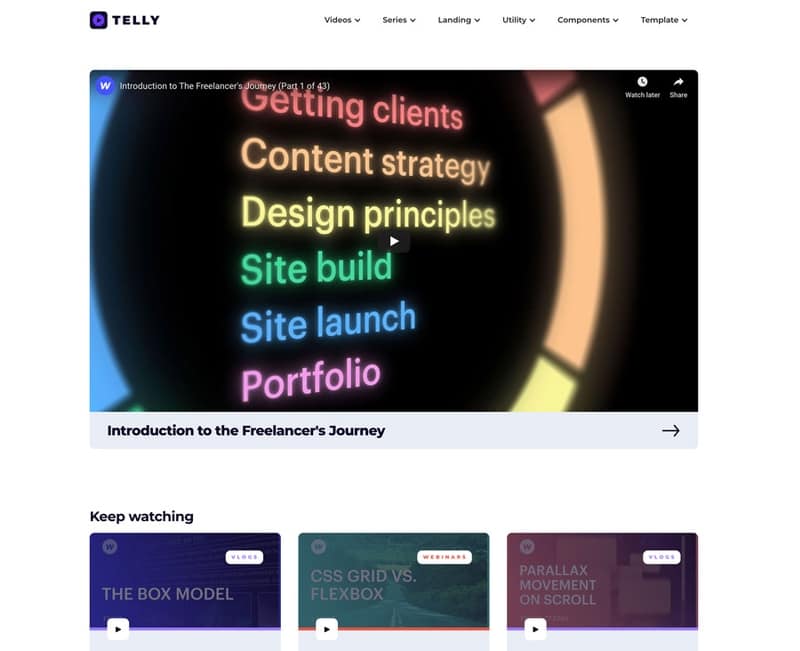 TELLY
Videos
Series
Landing
Utility
Components
Template
W
Introduction to The Freelancer's Journey (Part 1 of 43)
Watch later
Share
Getting clients
Content strategy
Design principles
Site build
Site launch
Portfolio
Introduction to the Freelancer's Journey
Keep watching
W
VLOGS
THE BOX MODEL
W
WEBINARS
CSS GRID VS.
FLEXBOX
W
VLOGS
PARALLAX
MOVEMENT
ON SCROLL